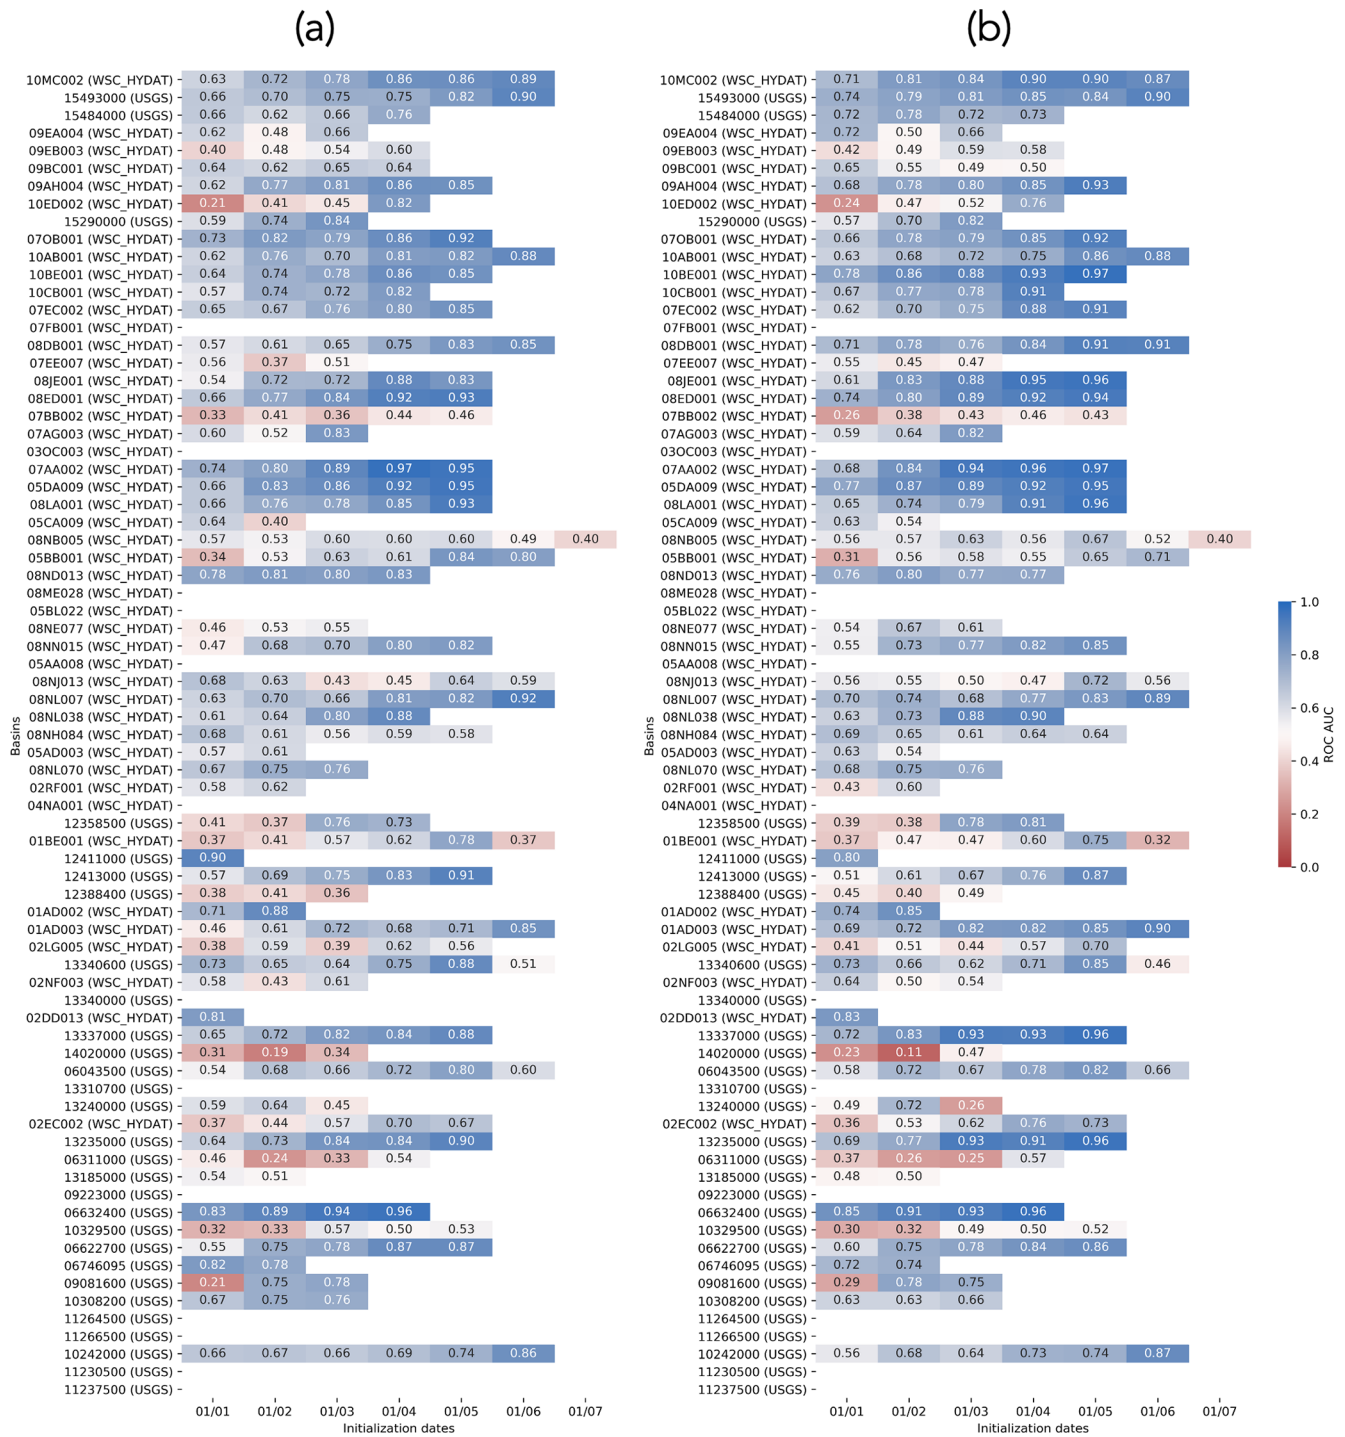 (a)
10MC002 (WSC_HYDAT) 0.63 0.72 0.78 0.86 0.86 0.89
15493000 (USGS) 0.66 0.70 0.75 0.75 0.82 0.90
15484000 (USGS) 0.66 0.62 0.66 0.76
09EA004 (WSC_HYDAT) 0.62 0.48 0.66
09EB003 (WSC_HYDAT) 0.40 0.48 0.54 0.60
09BC001 (WSC_HYDAT) 0.64 0.62 0.65 0.64
09AH004 (WSC_HYDAT) 0.62 0.77 0.81 0.86 0.85
10ED002 (WSC_HYDAT) 0.21 0.41 0.45 0.82
15290000 (USGS) 0.59 0.74 0.84
07OB001 (WSC_HYDAT) 0.73 0.82 0.79 0.86 0.92
10AB001 (WSC_HYDAT) 0.62 0.76 0.70 0.81 0.82 0.88
10BE001 (WSC_HYDAT) 0.64 0.74 0.78 0.86 0.85
10CB001 (WSC_HYDAT) 0.57 0.74 0.72 0.82
07EC002 (WSC_HYDAT) 0.65 0.67 0.76 0.80 0.85
07FB001 (WSC_HYDAT)
08DB001 (WSC_HYDAT) 0.57 0.61 0.65 0.75 0.83 0.85
07EE007 (WSC_HYDAT) 0.56 0.37 0.51
08JE001 (WSC_HYDAT) 0.54 0.72 0.72 0.88 0.83
08ED001 (WSC_HYDAT) 0.66 0.77 0.84 0.92 0.93
07BB002 (WSC_HYDAT) 0.33 0.41 0.36 0.44 0.46
07AG003 (WSC_HYDAT) 0.60 0.52 0.83
03OC003 (WSC_HYDAT)
07AA002 (WSC_HYDAT) 0.74 0.80 0.89 0.97 0.95
05DA009 (WSC_HYDAT) 0.66 0.83 0.86 0.92 0.95
08LA001 (WSC_HYDAT) 0.66 0.76 0.78 0.85 0.93
05CA009 (WSC_HYDAT) 0.64 0.40
08NB005 (WSC_HYDAT) 0.57 0.53 0.60 0.60 0.60 0.49 0.40
05BB001 (WSC_HYDAT) 0.34 0.53 0.63 0.61 0.84 0.80
08ND013 (WSC_HYDAT) 0.78 0.81 0.80 0.83
08ME028 (WSC_HYDAT)
05BL022 (WSC_HYDAT)
08NE077 (WSC_HYDAT) 0.46 0.53 0.55
08NN015 (WSC_HYDAT) 0.47 0.68 0.70 0.80 0.82
05AA008 (WSC_HYDAT)
08NJ013 (WSC_HYDAT) 0.68 0.63 0.43 0.45 0.64 0.59
08NL007 (WSC_HYDAT) 0.63 0.70 0.66 0.81 0.82 0.92
08NL038 (WSC_HYDAT) 0.61 0.64 0.80 0.88
08NH084 (WSC_HYDAT) 0.68 0.61 0.56 0.59 0.58
05AD003 (WSC_HYDAT) 0.57 0.61
08NL070 (WSC_HYDAT) 0.67 0.75 0.76
02RF001 (WSC_HYDAT) 0.58 0.62
04NA001 (WSC_HYDAT)
12358500 (USGS) 0.41 0.37 0.76 0.73
01BE001 (WSC_HYDAT) 0.37 0.41 0.57 0.62 0.78 0.37
12411000 (USGS) 0.90
12413000 (USGS) 0.57 0.69 0.75 0.83 0.91
12388400 (USGS) 0.38 0.41 0.36
01AD002 (WSC_HYDAT) 0.71 0.88
01AD003 (WSC_HYDAT) 0.46 0.61 0.72 0.68 0.71 0.85
02LG005 (WSC_HYDAT) 0.38 0.59 0.39 0.62 0.56
13340600 (USGS) 0.73 0.65 0.64 0.75 0.88 0.51
02NF003 (WSC_HYDAT) 0.58 0.43 0.61
13340000 (USGS)
02DD013 (WSC_HYDAT) 0.81
13337000 (USGS) 0.65 0.72 0.82 0.84 0.88
14020000 (USGS) 0.31 0.19 0.34
06043500 (USGS) 0.54 0.68 0.66 0.72 0.80 0.60
13310700 (USGS)
13240000 (USGS) 0.59 0.64 0.45
02EC002 (WSC_HYDAT) 0.37 0.44 0.57 0.70 0.67
13235000 (USGS) 0.64 0.73 0.84 0.84 0.90
06311000 (USGS) 0.46 0.24 0.33 0.54
13185000 (USGS) 0.54 0.51
09223000 (USGS)
06632400 (USGS) 0.83 0.89 0.94 0.96
10329500 (USGS) 0.32 0.33 0.57 0.50 0.53
06622700 (USGS) 0.55 0.75 0.78 0.87 0.87
06746095 (USGS) 0.82 0.78
09081600 (USGS) 0.21 0.75 0.78
10308200 (USGS) 0.67 0.75 0.76
11264500 (USGS)
11266500 (USGS)
10242000 (USGS) 0.66 0.67 0.66 0.69 0.74 0.86
11230500 (USGS)
11237500 (USGS)
01/01 01/02 01/03 01/04 01/05 01/06 01/07
Initialization dates
Basins
(b)
10MC002 (WSC_HYDAT) 0.71 0.81 0.84 0.90 0.90 0.87
15493000 (USGS) 0.74 0.79 0.81 0.85 0.84 0.90
15484000 (USGS) 0.72 0.78 0.72 0.73
09EA004 (WSC_HYDAT) 0.72 0.50 0.66
09EB003 (WSC_HYDAT) 0.42 0.49 0.59 0.58
09BC001 (WSC_HYDAT) 0.65 0.55 0.49 0.50
09AH004 (WSC_HYDAT) 0.68 0.78 0.80 0.85 0.93
10ED002 (WSC_HYDAT) 0.24 0.47 0.52 0.76
15290000 (USGS) 0.57 0.70 0.82
07OB001 (WSC_HYDAT) 0.66 0.78 0.79 0.85 0.92
10AB001 (WSC_HYDAT) 0.63 0.68 0.72 0.75 0.86 0.88
10BE001 (WSC_HYDAT) 0.78 0.86 0.88 0.93 0.97
10CB001 (WSC_HYDAT) 0.67 0.77 0.78 0.91
07EC002 (WSC_HYDAT) 0.62 0.70 0.75 0.88 0.91
07FB001 (WSC_HYDAT)
08DB001 (WSC_HYDAT) 0.71 0.78 0.76 0.84 0.91 0.91
07EE007 (WSC_HYDAT) 0.55 0.45 0.47
08JE001 (WSC_HYDAT) 0.61 0.83 0.88 0.95 0.96
08ED001 (WSC_HYDAT) 0.74 0.80 0.89 0.92 0.94
07BB002 (WSC_HYDAT) 0.26 0.38 0.43 0.46 0.43
07AG003 (WSC_HYDAT) 0.59 0.64 0.82
03OC003 (WSC_HYDAT)
07AA002 (WSC_HYDAT) 0.68 0.84 0.94 0.96 0.97
05DA009 (WSC_HYDAT) 0.77 0.87 0.89 0.92 0.95
08LA001 (WSC_HYDAT) 0.65 0.74 0.79 0.91 0.96
05CA009 (WSC_HYDAT) 0.63 0.54
08NB005 (WSC_HYDAT) 0.56 0.57 0.63 0.56 0.67 0.52 0.40
05BB001 (WSC_HYDAT) 0.31 0.56 0.58 0.55 0.65 0.71
08ND013 (WSC_HYDAT) 0.76 0.80 0.77 0.77
08ME028 (WSC_HYDAT)
05BL022 (WSC_HYDAT)
08NE077 (WSC_HYDAT) 0.54 0.67 0.61
08NN015 (WSC_HYDAT) 0.55 0.73 0.77 0.82 0.85
05AA008 (WSC_HYDAT)
08NJ013 (WSC_HYDAT) 0.56 0.55 0.50 0.47 0.72 0.56
08NL007 (WSC_HYDAT) 0.70 0.74 0.68 0.77 0.83 0.89
08NL038 (WSC_HYDAT) 0.63 0.73 0.88 0.90
08NH084 (WSC_HYDAT) 0.69 0.65 0.61 0.64 0.64
05AD003 (WSC_HYDAT) 0.63 0.54
08NL070 (WSC_HYDAT) 0.68 0.75 0.76
02RF001 (WSC_HYDAT) 0.43 0.60
04NA001 (WSC_HYDAT)
12358500 (USGS) 0.39 0.38 0.78 0.81
01BE001 (WSC_HYDAT) 0.37 0.47 0.47 0.60 0.75 0.32
12411000 (USGS) 0.80
12413000 (USGS) 0.51 0.61 0.67 0.76 0.87
12388400 (USGS) 0.45 0.40 0.49
01AD002 (WSC_HYDAT) 0.74 0.85
01AD003 (WSC_HYDAT) 0.69 0.72 0.82 0.82 0.85 0.90
02LG005 (WSC_HYDAT) 0.41 0.51 0.44 0.57 0.70
13340600 (USGS) 0.73 0.66 0.62 0.71 0.85 0.46
02NF003 (WSC_HYDAT) 0.64 0.50 0.54
13340000 (USGS)
02DD013 (WSC_HYDAT) 0.83
13337000 (USGS) 0.72 0.83 0.93 0.93 0.96
14020000 (USGS) 0.23 0.11 0.47
06043500 (USGS) 0.58 0.72 0.67 0.78 0.82 0.66
13310700 (USGS)
13240000 (USGS) 0.49 0.72 0.26
02EC002 (WSC_HYDAT) 0.36 0.53 0.62 0.76 0.73
13235000 (USGS) 0.69 0.77 0.93 0.91 0.96
06311000 (USGS) 0.37 0.26 0.25 0.57
13185000 (USGS) 0.48 0.50
09223000 (USGS)
06632400 (USGS) 0.85 0.91 0.93 0.96
10329500 (USGS) 0.30 0.32 0.49 0.50 0.52
06622700 (USGS) 0.60 0.75 0.78 0.84 0.86
06746095 (USGS) 0.72 0.74
09081600 (USGS) 0.29 0.78 0.75
10308200 (USGS) 0.63 0.63 0.66
11264500 (USGS)
11266500 (USGS)
10242000 (USGS) 0.56 0.68 0.64 0.73 0.74 0.87
11230500 (USGS)
11237500 (USGS)
01/01 01/02 01/03 01/04 01/05 01/06 01/07
Initialization dates
Basins
1.0
0.8
0.6
0.4
0.2
0.0
ROC AUC